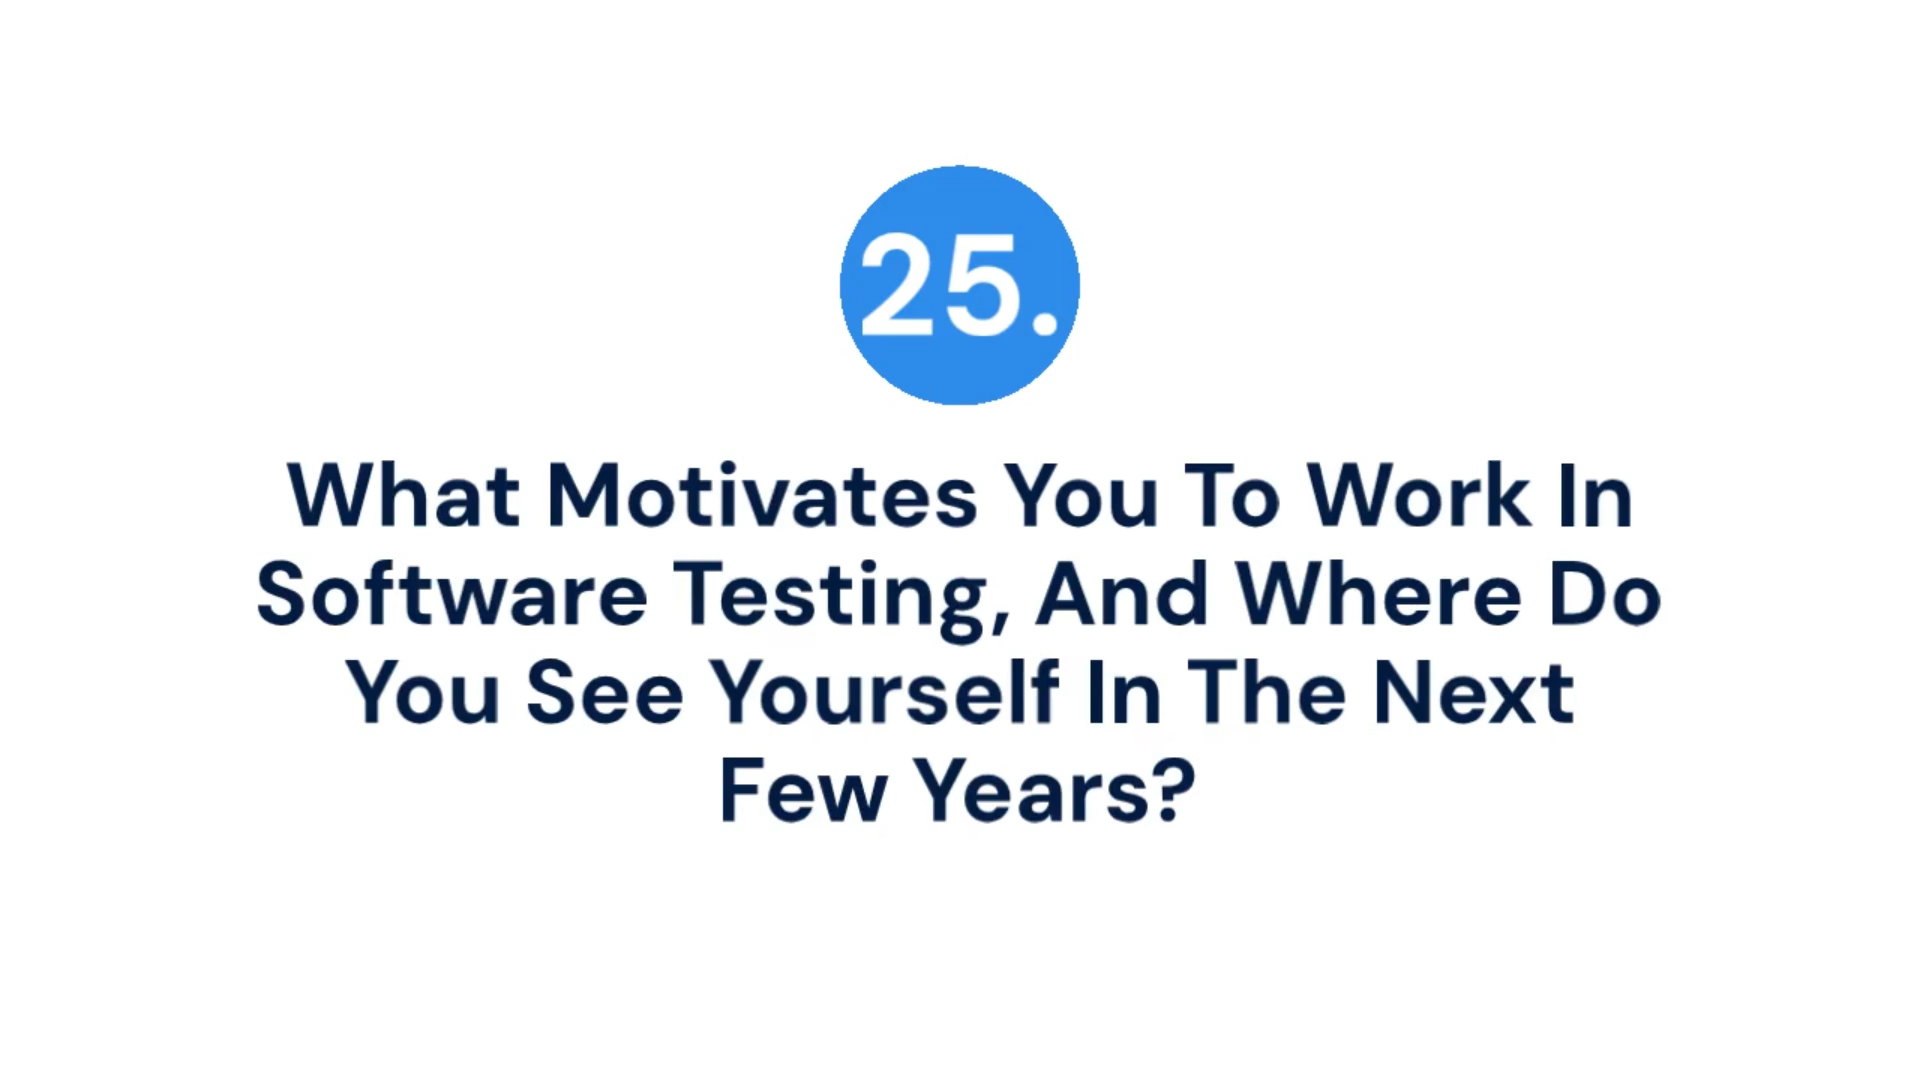 25.
What Motivates You To Work In
Software Testing, And Where Do
You See Yourself In The Next
Few Years?